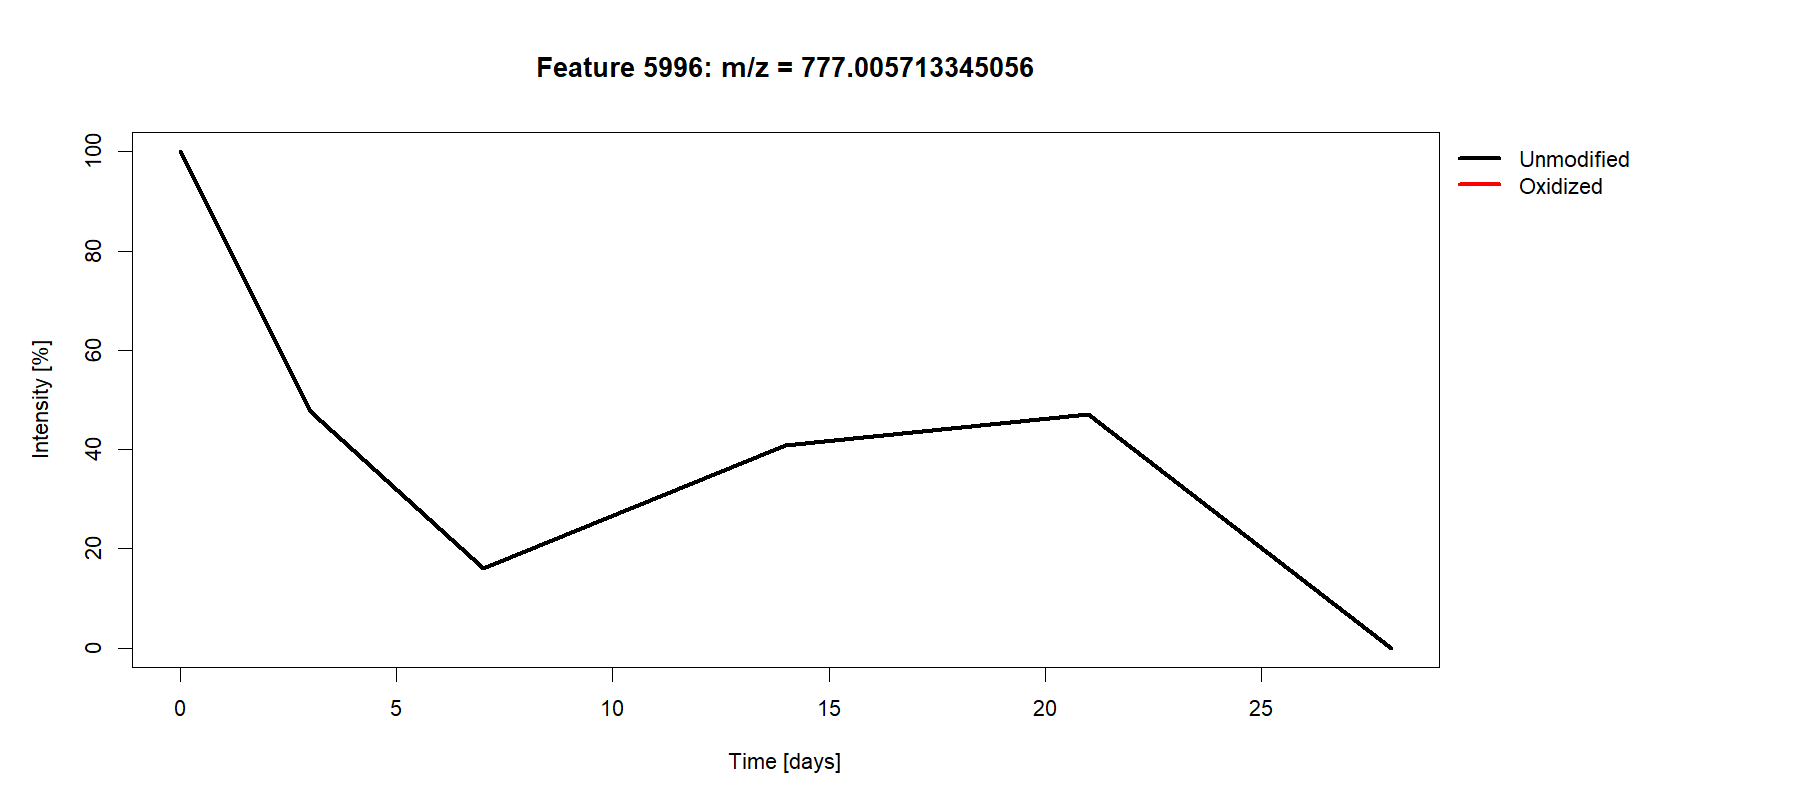 Feature 5996: m/z = 777.005713345056
Unmodified
Oxidized
Intensity [%]
100
80
60
40
20
0
0 5 10 15 20 25
Time [days]